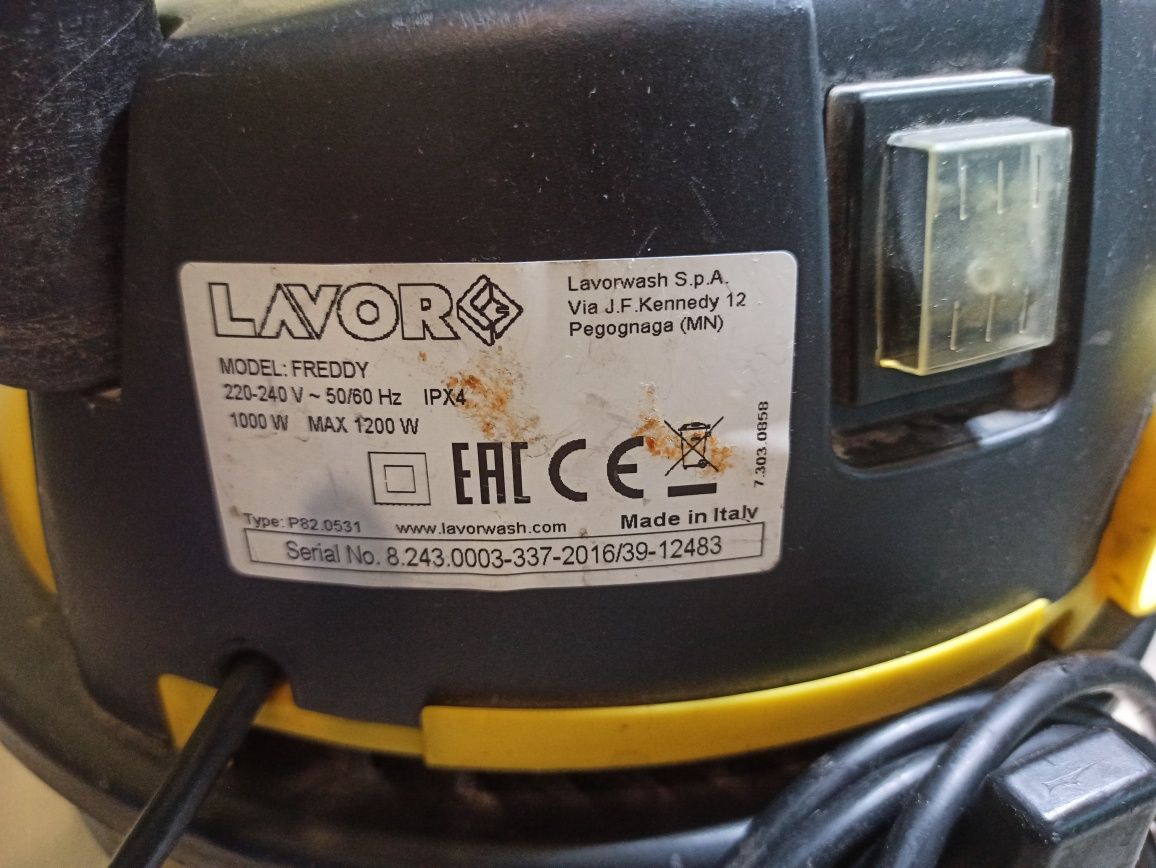 LAVOR
Lavorwash S.p.A.
Via J.F.Kennedy 12
Pegognaga (MN)
MODEL: FREDDY
220-240 V ~ 50/60 Hz IPX4
1000 W MAX 1200 W
EAC CE
7.303.0858
Type: P82.0531 www.lavorwash.com Made in Italy
Serial No. 8.243.0003-337-2016/39-12483